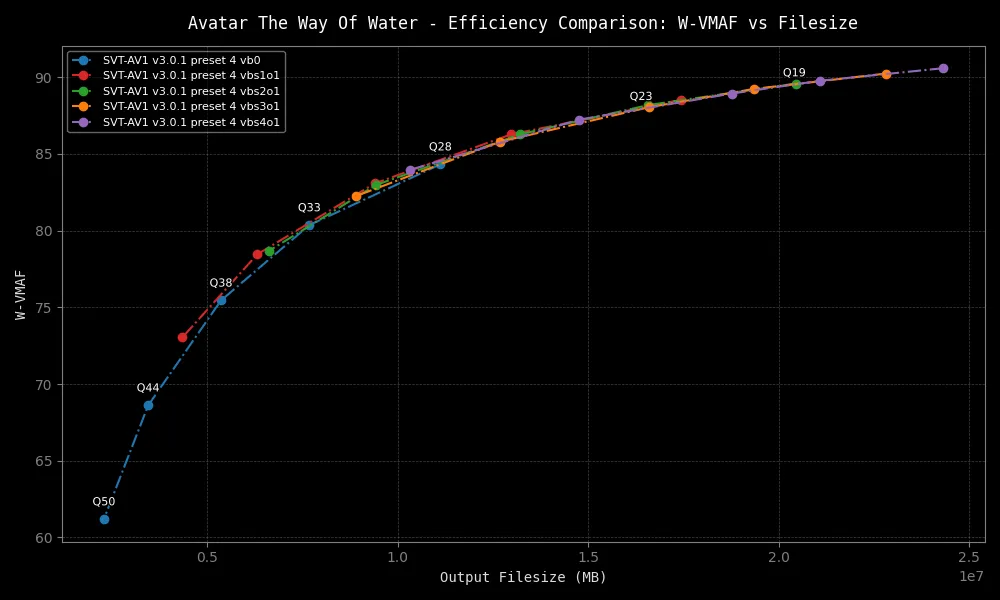 Avatar The Way Of Water - Efficiency Comparison: W-VMAF vs Filesize
SVT-AV1 v3.0.1 preset 4 vb0
SVT-AV1 v3.0.1 preset 4 vbs1o1
SVT-AV1 v3.0.1 preset 4 vbs2o1
SVT-AV1 v3.0.1 preset 4 vbs3o1
SVT-AV1 v3.0.1 preset 4 vbs4o1
90
85
80
75
70
65
60
W-VMAF
Q19
Q23
Q28
Q33
Q38
Q44
Q50
0.5 1.0 1.5 2.0 2.5
1e7
Output Filesize (MB)